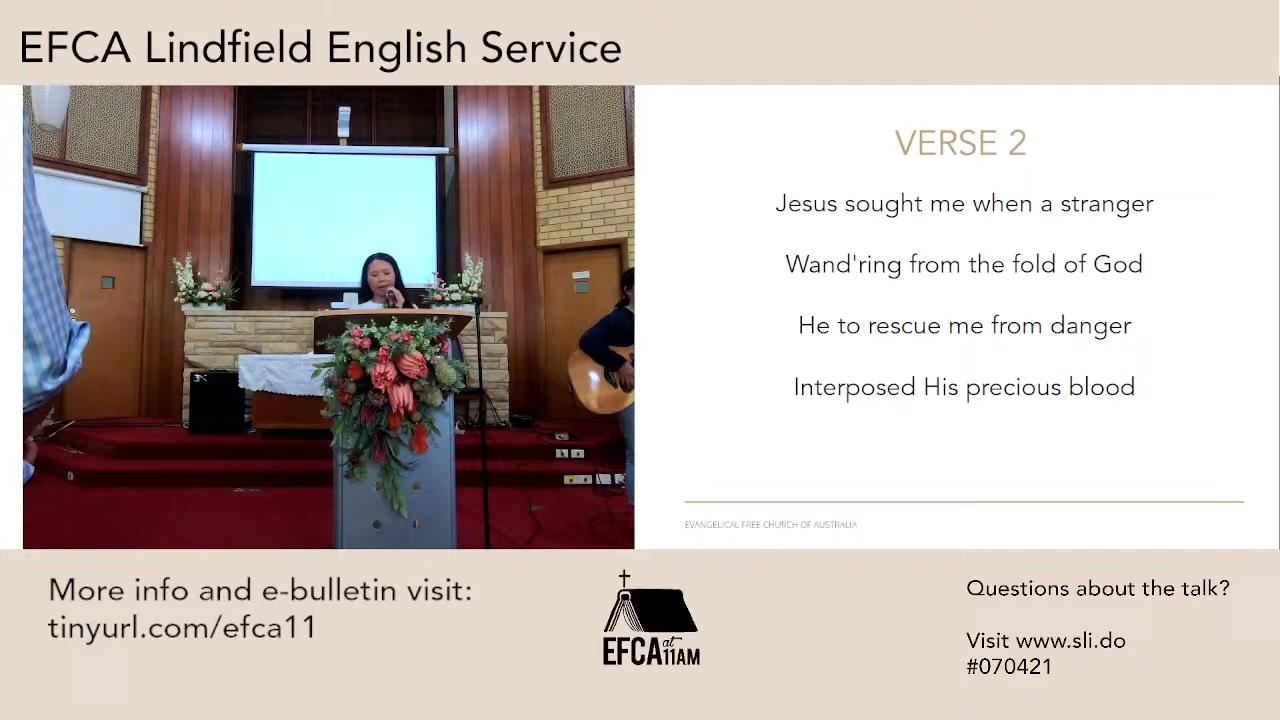 EFCA Lindfield English Service
VERSE 2
Jesus sought me when a stranger
Wand'ring from the fold of God
He to rescue me from danger
Interposed His precious blood
EVANGELICAL FREE CHURCH OF AUSTRALIA
More info and e-bulletin visit:
tinyurl.com/efca11
EFCA at 11AM
Questions about the talk?
Visit www.sli.do
#070421